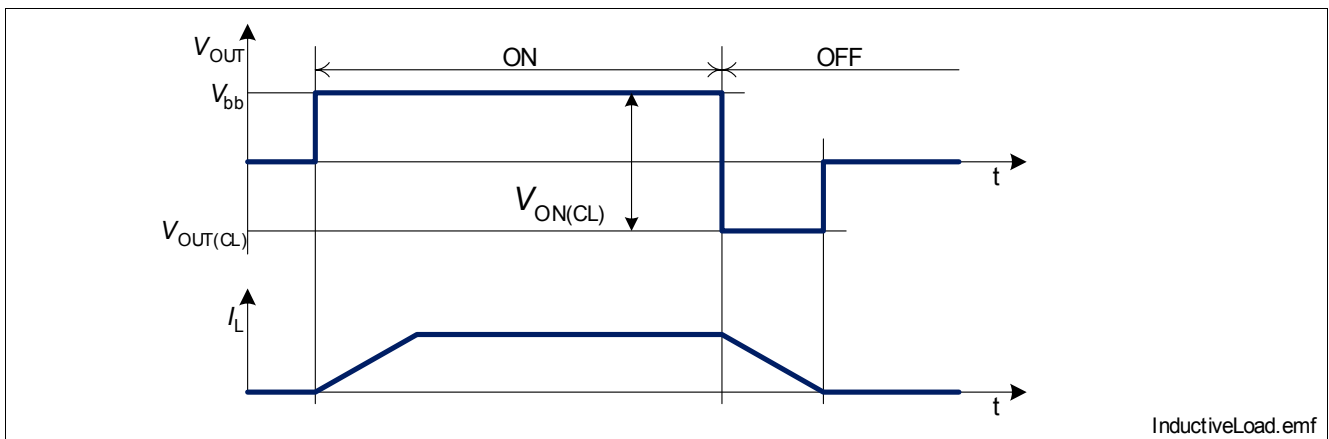 VOUT
ON
OFF
Vbb
t
VON(CL)
VOUT(CL)
IL
t
InductiveLoad.emf